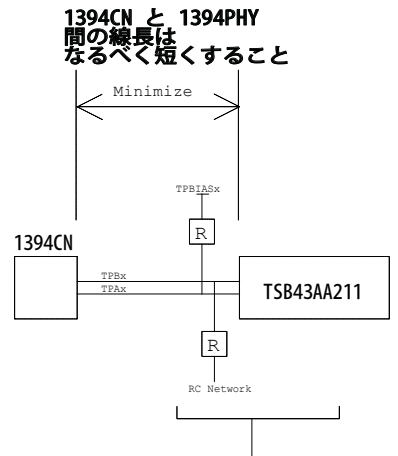 1394CN と 1394PHY
間の線長は
なるべく短くすること
Minimize
TPBIASx
R
1394CN
TPBx
TPAx
TSB43AA211
R
RC Network